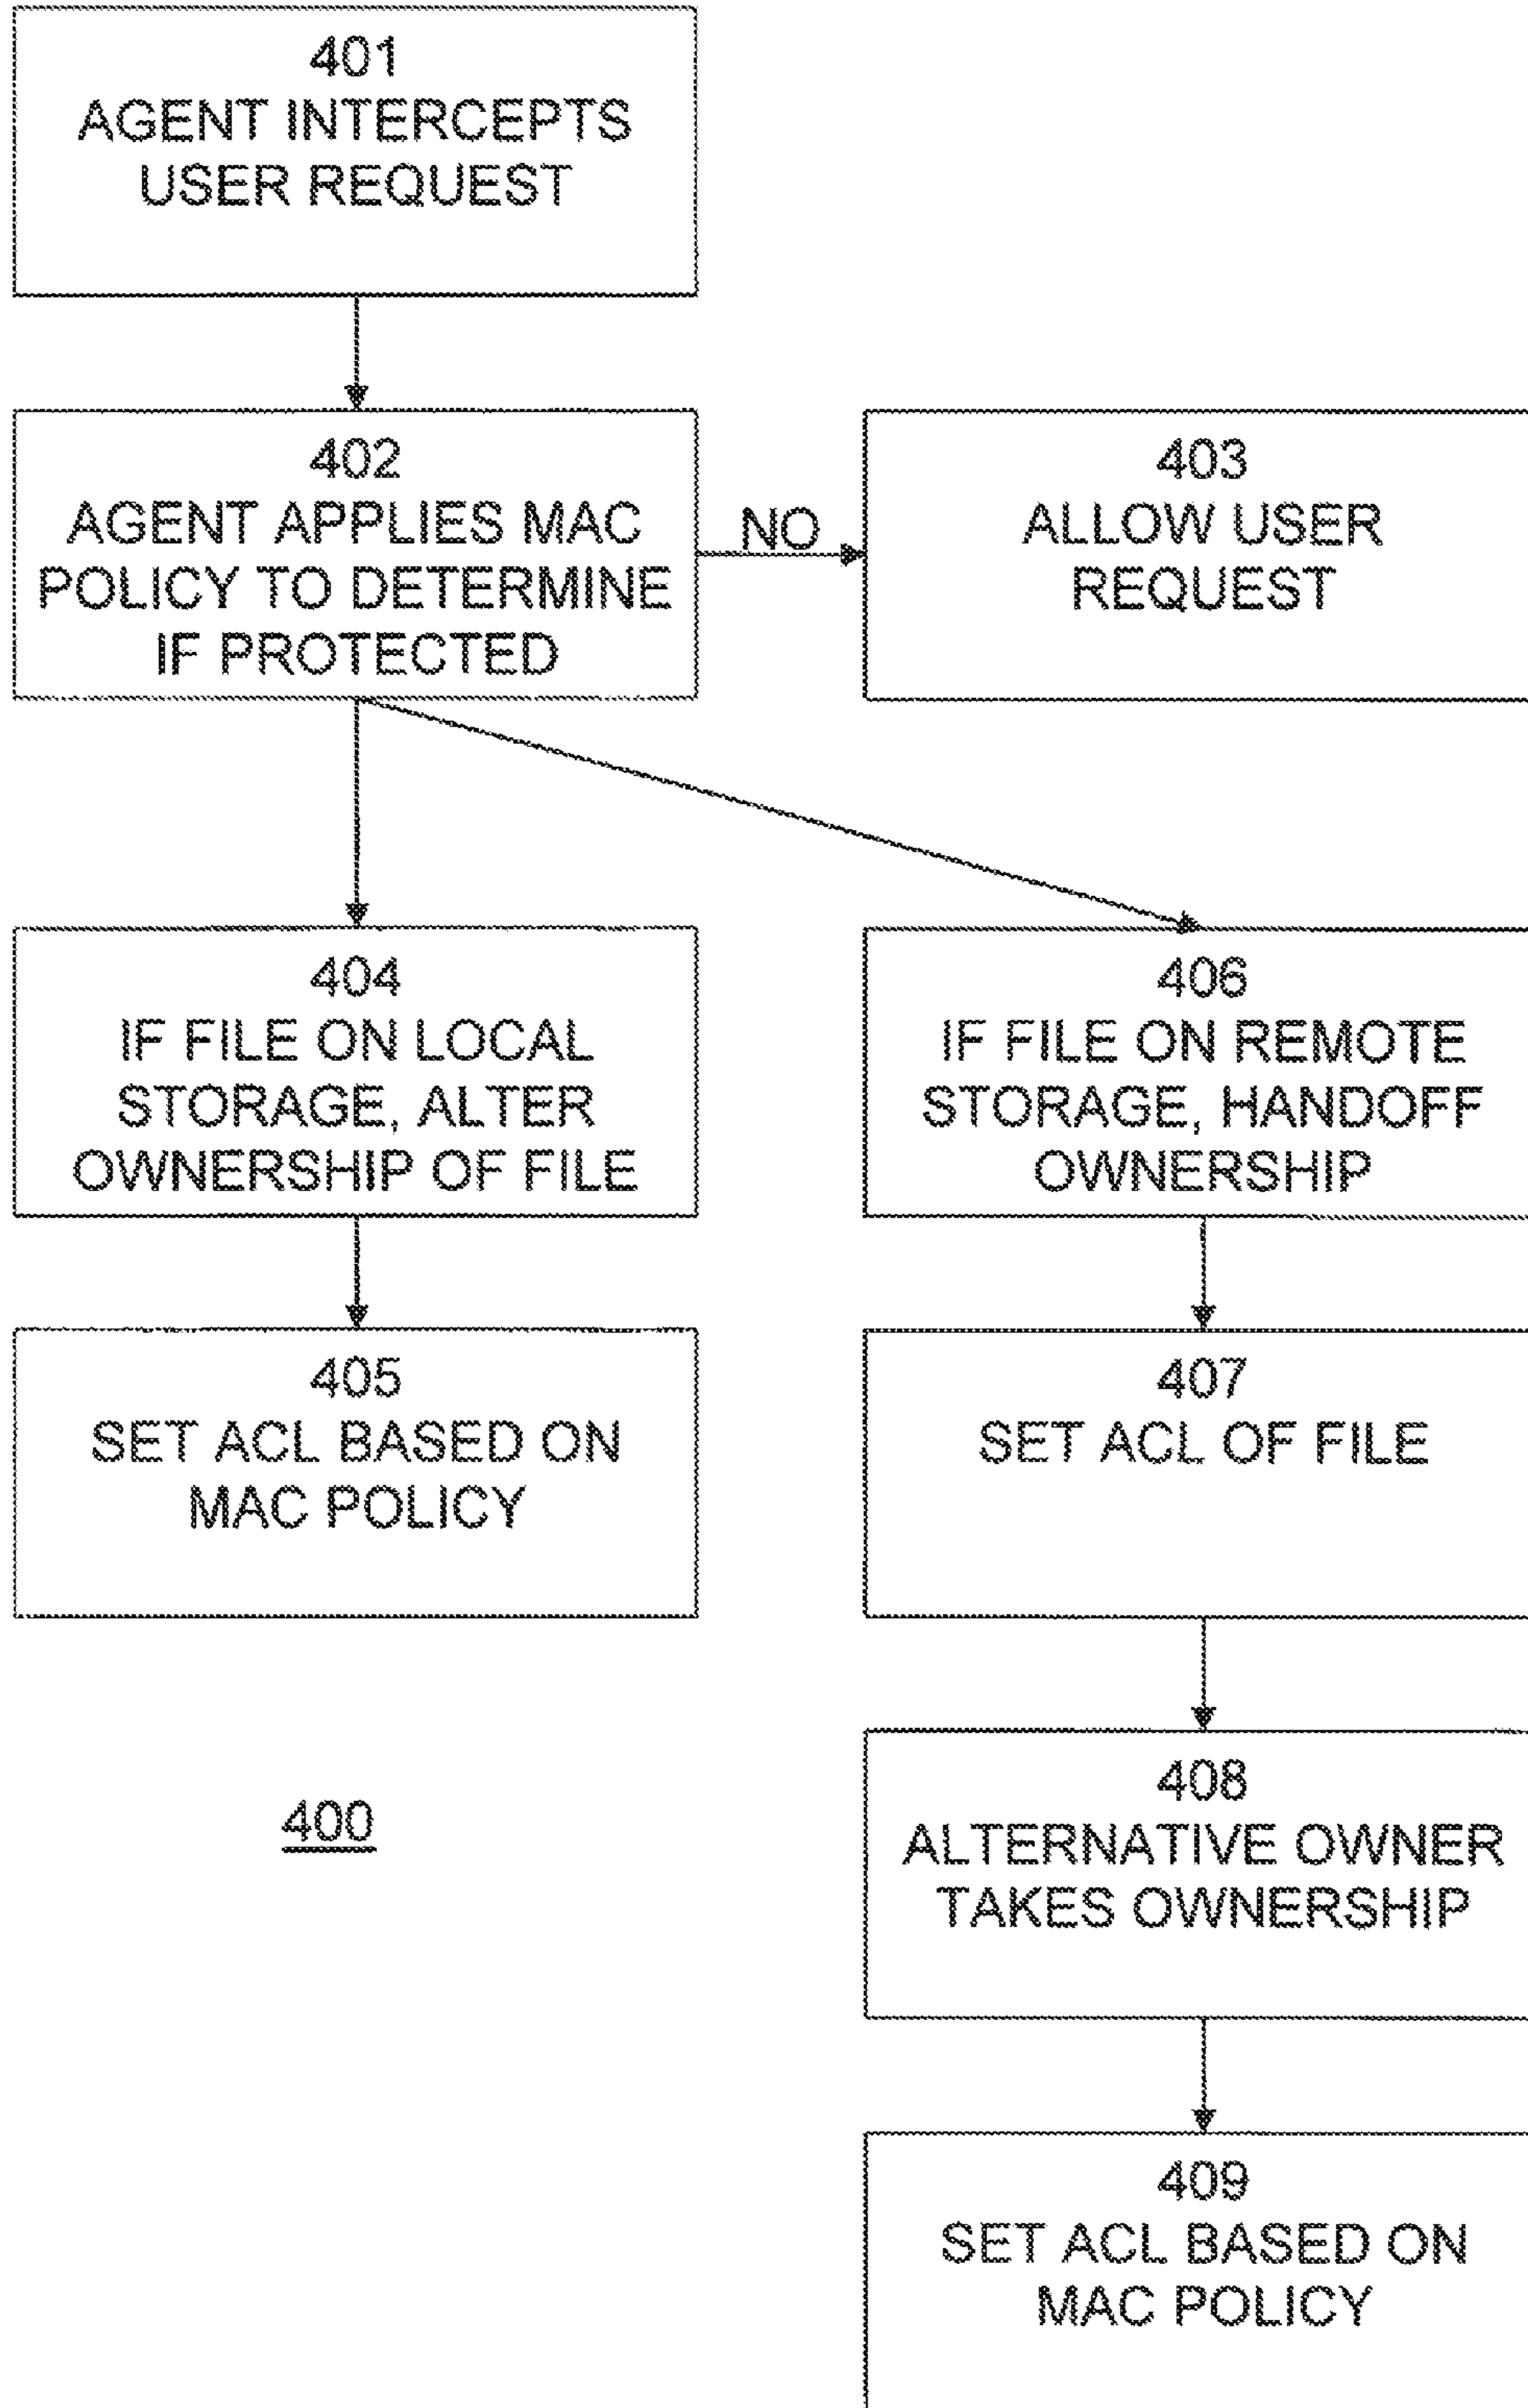 401
AGENT INTERCEPTS
USER REQUEST
402
AGENT APPLIES MAC
POLICY TO DETERMINE
IF PROTECTED
NO
403
ALLOW USER
REQUEST
404
IF FILE ON LOCAL
STORAGE, ALTER
OWNERSHIP OF FILE
406
IF FILE ON REMOTE
STORAGE, HANDOFF
OWNERSHIP
405
SET ACL BASED ON
MAC POLICY
407
SET ACL OF FILE
408
ALTERNATIVE OWNER
TAKES OWNERSHIP
400
409
SET ACL BASED ON
MAC POLICY